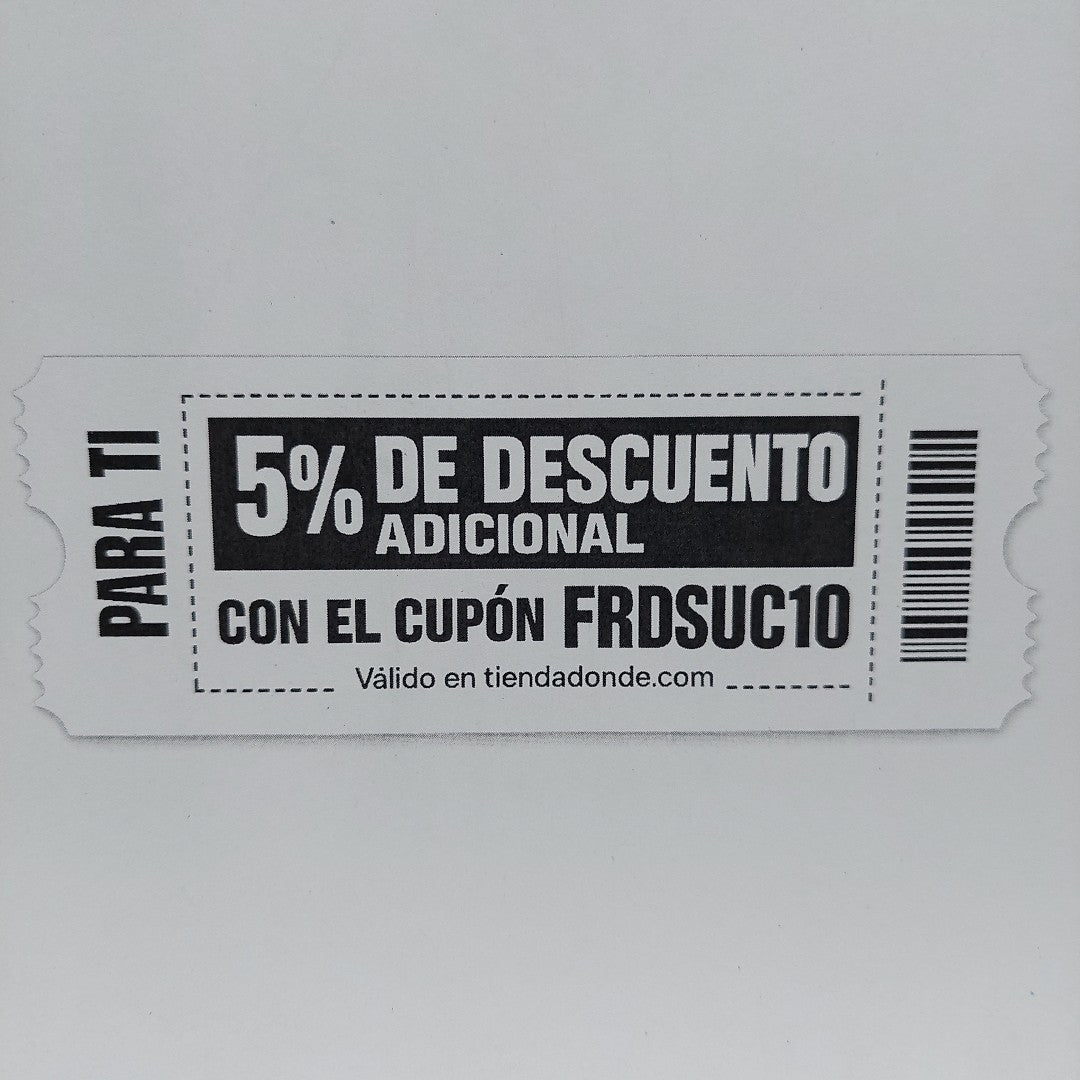 PARA TI
5% DE DESCUENTO
ADICIONAL
CON EL CUPÓN FRDSUC10
Válido en tiendadonde.com